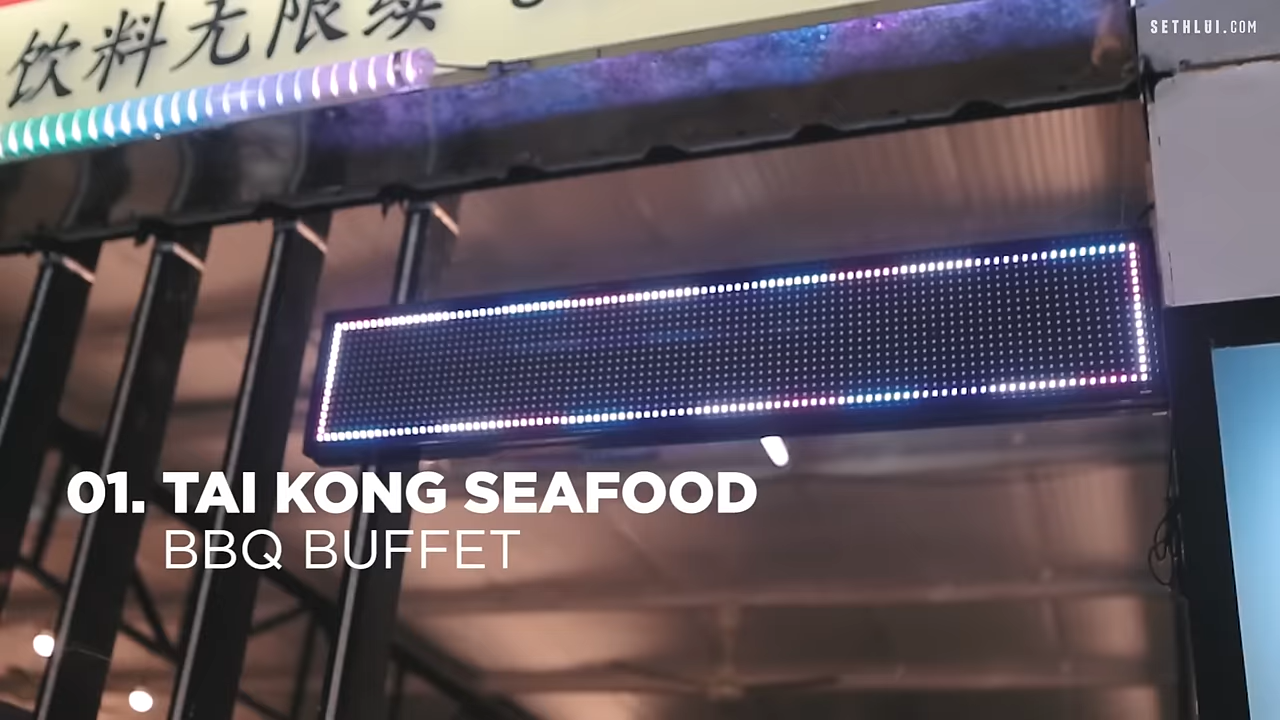 饮料无限续
SETHLUI.COM
01. TAI KONG SEAFOOD
BBQ BUFFET